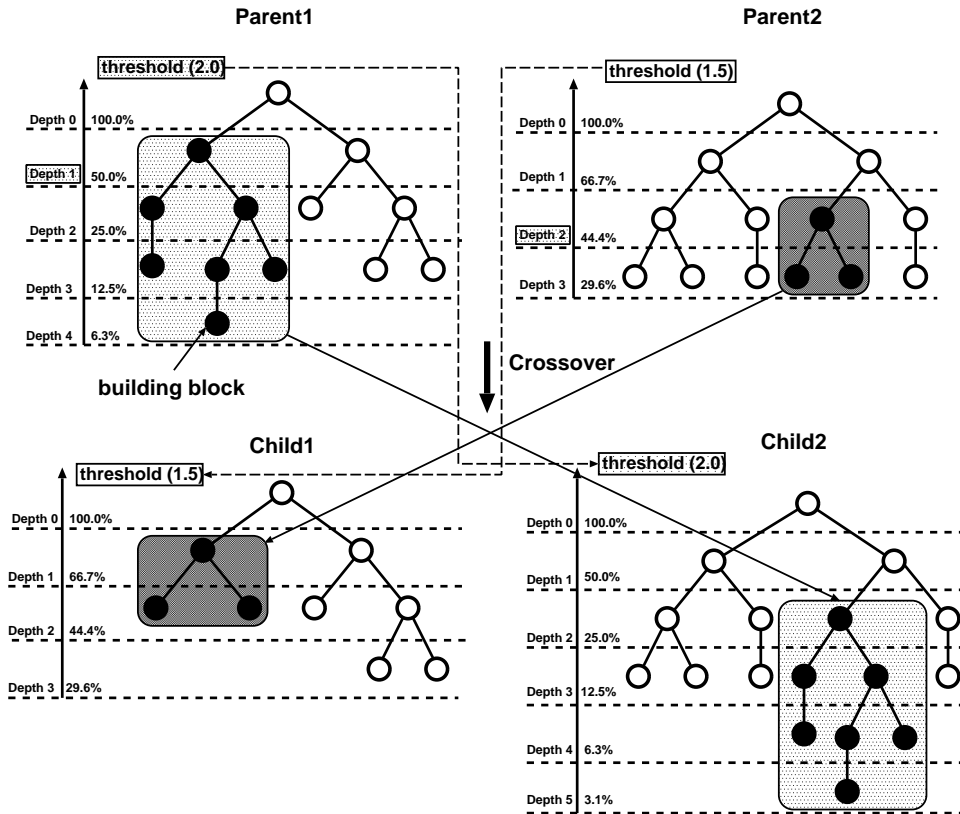 Parent1
Parent2
threshold (2.0)
threshold (1.5)
Depth 0 100.0%
Depth 1 50.0%
Depth 2 25.0%
Depth 3 12.5%
Depth 4 6.3%
building block
Depth 0 100.0%
Depth 1 66.7%
Depth 2 44.4%
Depth 3 29.6%
Crossover
Child1
Child2
threshold (1.5)
threshold (2.0)
Depth 0 100.0%
Depth 1 66.7%
Depth 2 44.4%
Depth 3 29.6%
Depth 0 100.0%
Depth 1 50.0%
Depth 2 25.0%
Depth 3 12.5%
Depth 4 6.3%
Depth 5 3.1%